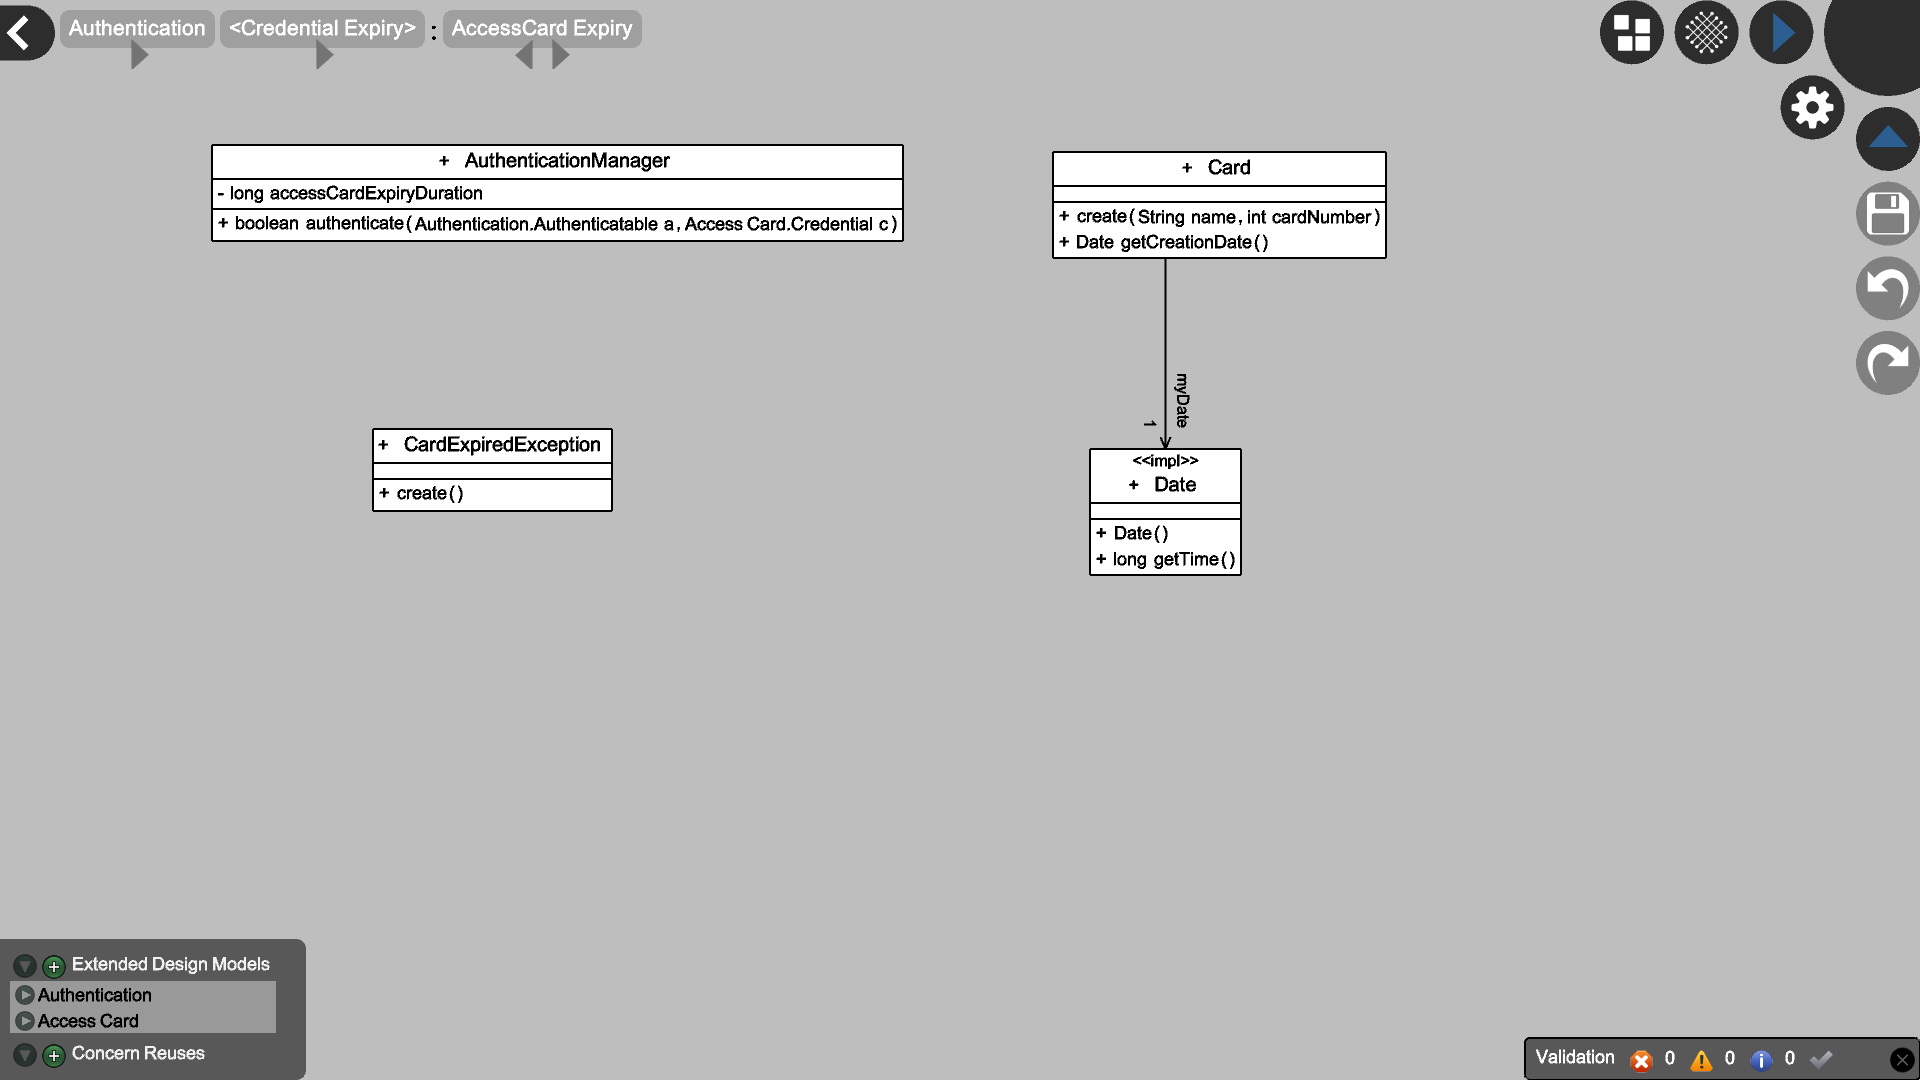 Authentication <Credential Expiry> : AccessCard Expiry
+ AuthenticationManager
- long accessCardExpiryDuration
+ boolean authenticate(Authentication.Authenticatable a, Access Card.Credential c)
+ Card
+ create(String name, int cardNumber)
+ Date getCreationDate()
myDate
1
+ CardExpiredException
+ create()
<<impl>>
+ Date
+ Date()
+ long getTime()
Extended Design Models
Authentication
Access Card
Concern Reuses
Validation 0 0 0